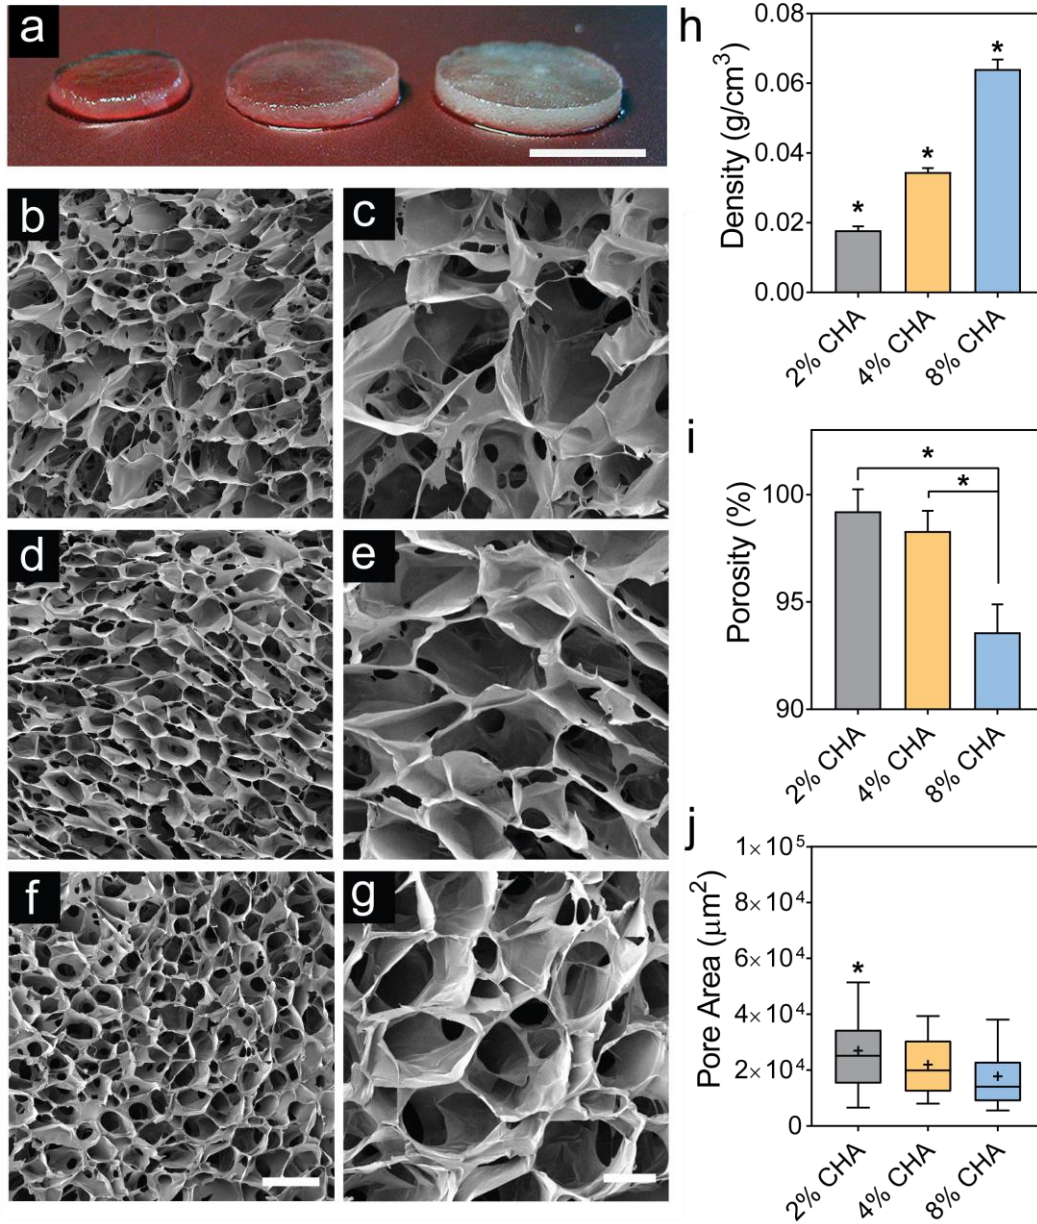 a
b
c
d
e
f
g
h
Density (g/cm³)
0.08
0.06
0.04
0.02
0.00
*
*
*
2% CHA
4% CHA
8% CHA
i
Porosity (%)
100
95
90
*
*
2% CHA
4% CHA
8% CHA
j
Pore Area (µm²)
1× 10⁵
8× 10⁴
6× 10⁴
4× 10⁴
2× 10⁴
0
*
+
+
+
2% CHA
4% CHA
8% CHA